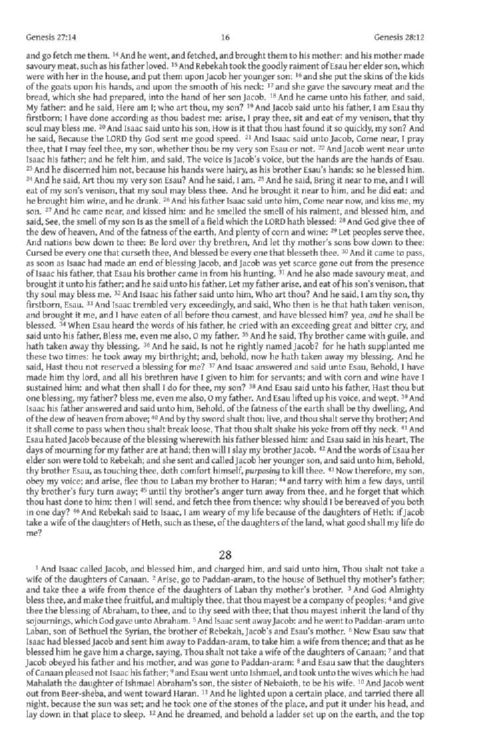 Genesis 27:14
16
Genesis 28:12
and go fetch me them. 14 And he went, and fetched, and brought them to his mother: and his mother made
savoury meat, such as his father loved. 15 And Rebekah took the goodly raiment of Esau her elder son, which
were with her in the house, and put them upon Jacob her younger son: 16 and she put the skins of the kids
of the goats upon his hands, and upon the smooth of his neck: 17 and she gave the savoury meat and the
bread, which she had prepared, into the hand of her son Jacob. 18 And he came unto his father, and said,
My father: and he said, Here am I; who art thou, my son? 19 And Jacob said unto his father, I am Esau thy
firstborn; I have done according as thou badest me: arise, I pray thee, sit and eat of my venison, that thy
soul may bless me. 20 And Isaac said unto his son, How is it that thou hast found it so quickly, my son? And
he said, Because the LORD thy God sent me good speed. 21 And Isaac said unto Jacob, Come near, I pray
thee, that I may feel thee, my son, whether thou be my very son Esau or not. 22 And Jacob went near unto
Isaac his father; and he felt him, and said, The voice is Jacob's voice, but the hands are the hands of Esau.
23 And he discerned him not, because his hands were hairy, as his brother Esau's hands: so he blessed him.
24 And he said, Art thou my very son Esau? And he said, I am. 25 And he said, Bring it near to me, and I will
eat of my son's venison, that my soul may bless thee. And he brought it near to him, and he did eat: and
he brought him wine, and he drank. 26 And his father Isaac said unto him, Come near now, and kiss me, my
son. 27 And he came near, and kissed him: and he smelled the smell of his raiment, and blessed him, and
said, See, the smell of my son Is as the smell of a field which the LORD hath blessed: 28 And God give thee of
the dew of heaven, And of the fatness of the earth, And plenty of corn and wine: 29 Let peoples serve thee,
And nations bow down to thee: Be lord over thy brethren, And let thy mother's sons bow down to thee:
Cursed be every one that curseth thee, And blessed be every one that blesseth thee. 30 And it came to pass,
as soon as Isaac had made an end of blessing Jacob, and Jacob was yet scarce gone out from the presence
of Isaac his father, that Esau his brother came in from his hunting. 31 And he also made savoury meat, and
brought it unto his father; and he said unto his father, Let my father arise, and eat of his son's venison, that
thy soul may bless me. 32 And Isaac his father said unto him, Who art thou? And he said, I am thy son, thy
firstborn, Esau. 33 And Isaac trembled very exceedingly, and said, Who then is he that hath taken venison,
and brought it me, and I have eaten of all before thou camest, and have blessed him? yea, and he shall be
blessed. 34 When Esau heard the words of his father, he cried with an exceeding great and bitter cry, and
said unto his father, Bless me, even me also, O my father. 35 And he said, Thy brother came with guile, and
hath taken away thy blessing. 36 And he said, Is not he rightly named Jacob? for he hath supplanted me
these two times: he took away my birthright; and, behold, now he hath taken away my blessing. And he
said, Hast thou not reserved a blessing for me? 37 And Isaac answered and said unto Esau, Behold, I have
made him thy lord, and all his brethren have I given to him for servants; and with corn and wine have I
sustained him: and what then shall I do for thee, my son? 38 And Esau said unto his father, Hast thou but
one blessing, my father? bless me, even me also, O my father. And Esau lifted up his voice, and wept. 39 And
Isaac his father answered and said unto him, Behold, of the fatness of the earth shall be thy dwelling, And
of the dew of heaven from above; 40 And by thy sword shalt thou live, and thou shalt serve thy brother; And
it shall come to pass when thou shalt break loose, That thou shalt shake his yoke from off thy neck. 41 And
Esau hated Jacob because of the blessing wherewith his father blessed him: and Esau said in his heart, The
days of mourning for my father are at hand; then will I slay my brother Jacob. 42 And the words of Esau her
elder son were told to Rebekah; and she sent and called Jacob her younger son, and said unto him, Behold,
thy brother Esau, as touching thee, doth comfort himself, purposing to kill thee. 43 Now therefore, my son,
obey my voice; and arise, flee thou to Laban my brother to Haran; 44 and tarry with him a few days, until
thy brother's fury turn away; 45 until thy brother's anger turn away from thee, and he forget that which
thou hast done to him: then I will send, and fetch thee from thence: why should I be bereaved of you both
in one day? 46 And Rebekah said to Isaac, I am weary of my life because of the daughters of Heth: if Jacob
take a wife of the daughters of Heth, such as these, of the daughters of the land, what good shall my life do
me?
28
1 And Isaac called Jacob, and blessed him, and charged him, and said unto him, Thou shalt not take a
wife of the daughters of Canaan. 2 Arise, go to Paddan-aram, to the house of Bethuel thy mother's father;
and take thee a wife from thence of the daughters of Laban thy mother's brother. 3 And God Almighty
bless thee, and make thee fruitful, and multiply thee, that thou mayest be a company of peoples; 4 and give
thee the blessing of Abraham, to thee, and to thy seed with thee; that thou mayest inherit the land of thy
sojournings, which God gave unto Abraham. 5 And Isaac sent away Jacob: and he went to Paddan-aram unto
Laban, son of Bethuel the Syrian, the brother of Rebekah, Jacob's and Esau's mother. 6 Now Esau saw that
Isaac had blessed Jacob and sent him away to Paddan-aram, to take him a wife from thence; and that as he
blessed him he gave him a charge, saying, Thou shalt not take a wife of the daughters of Canaan; 7 and that
Jacob obeyed his father and his mother, and was gone to Paddan-aram: 8 and Esau saw that the daughters
of Canaan pleased not Isaac his father; 9 and Esau went unto Ishmael, and took unto the wives which he had
Mahalath the daughter of Ishmael Abraham's son, the sister of Nebaioth, to be his wife. 10 And Jacob went
out from Beer-sheba, and went toward Haran. 11 And he lighted upon a certain place, and tarried there all
night, because the sun was set; and he took one of the stones of the place, and put it under his head, and
lay down in that place to sleep. 12 And he dreamed, and behold a ladder set up on the earth, and the top